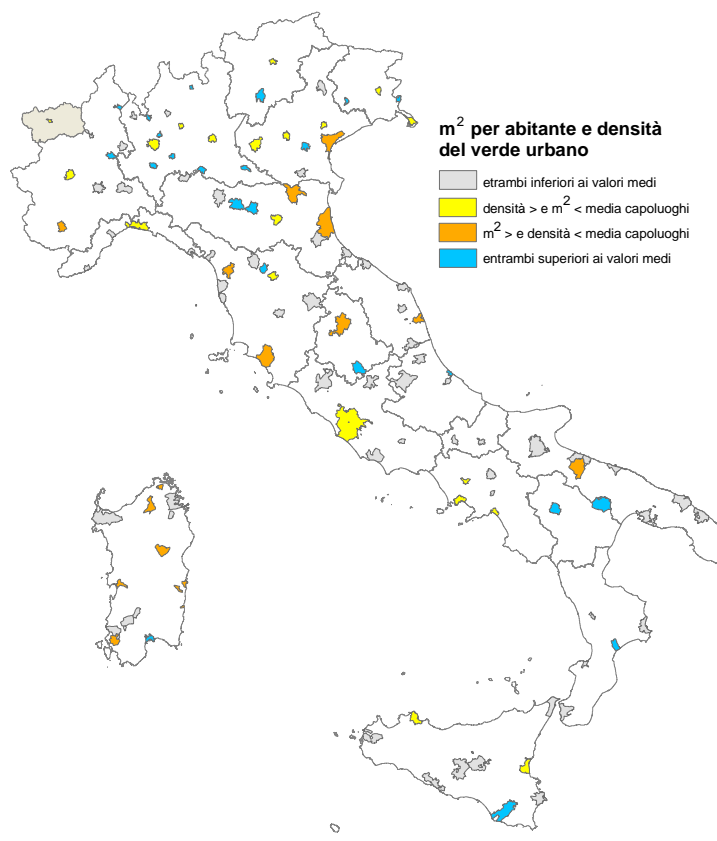 m² per abitante e densità
del verde urbano
etrambi inferiori ai valori medi
densità > e m² < media capoluoghi
m² > e densità < media capoluoghi
entrambi superiori ai valori medi